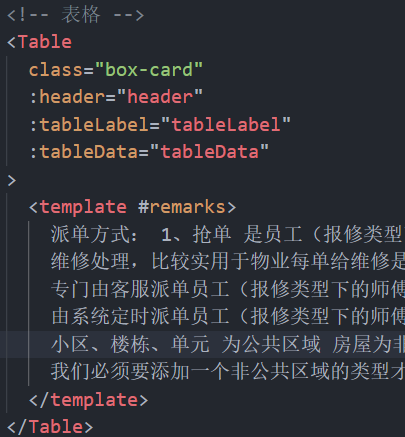 <!-- 表格 -->
<Table
class="box-card"
:header="header"
:tableLabel="tableLabel"
:tableData="tableData"
>
<template #remarks>
派单方式： 1、抢单 是员工（报修类型
维修处理，比较实用于物业每单给维修是
专门由客服派单员工（报修类型下的师傅
由系统定时派单员工（报修类型下的师傅
小区、楼栋、单元 为公共区域 房屋为非
我们必须要添加一个非公共区域的类型才
</template>
</Table>